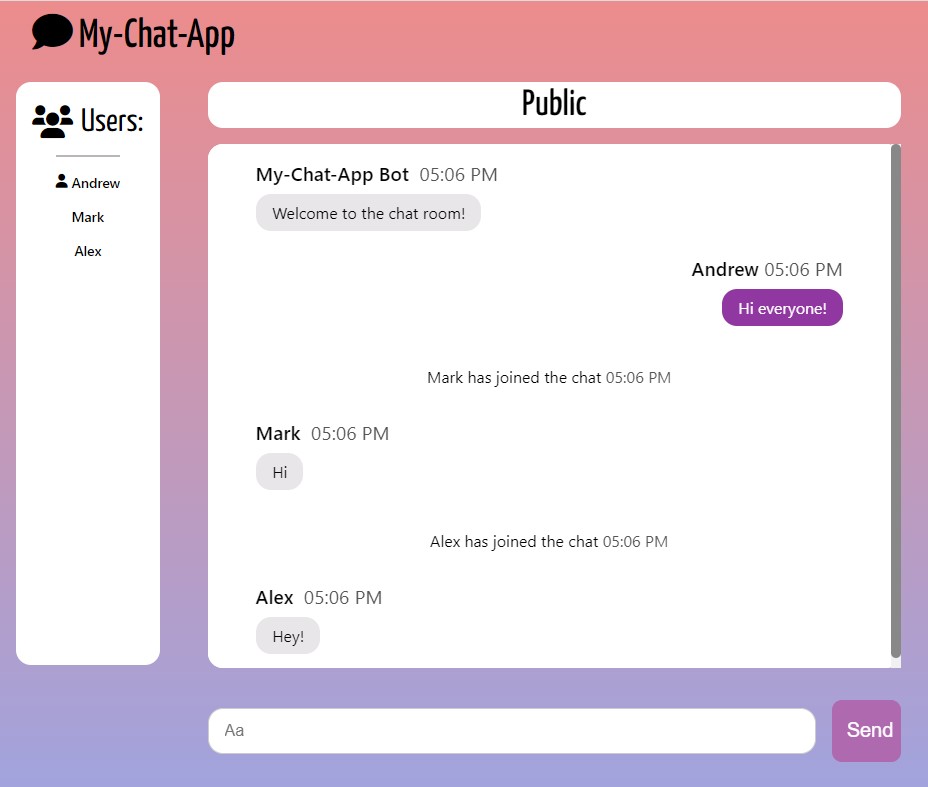 My-Chat-App
Users:
Andrew
Mark
Alex
Public
My-Chat-App Bot 05:06 PM
Welcome to the chat room!
Andrew 05:06 PM
Hi everyone!
Mark has joined the chat 05:06 PM
Mark 05:06 PM
Hi
Alex has joined the chat 05:06 PM
Alex 05:06 PM
Hey!
Aa
Send